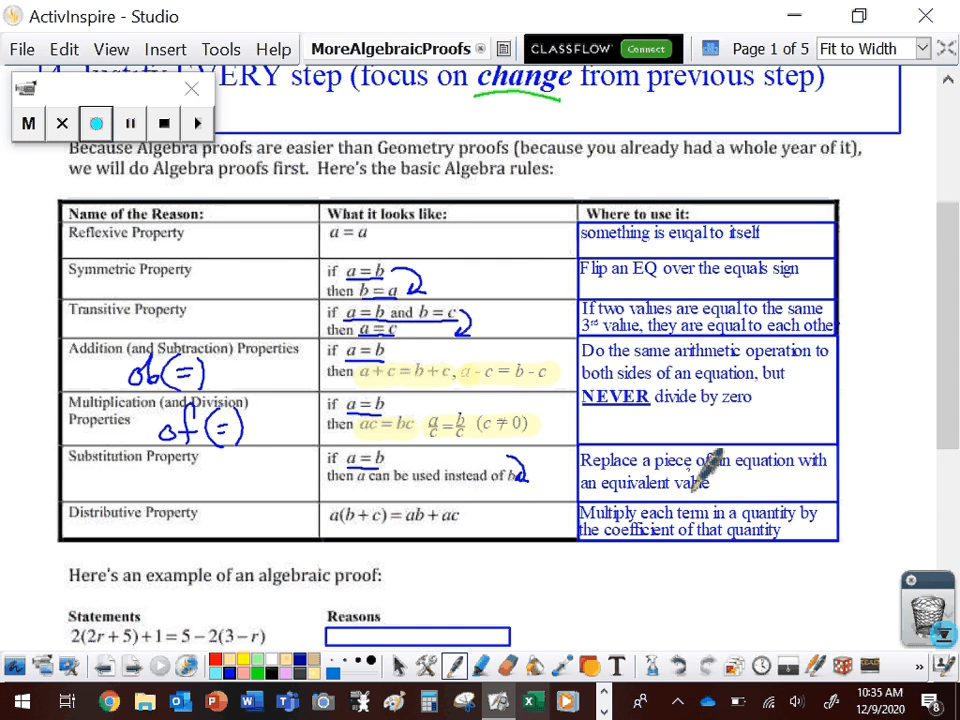 ActivInspire - Studio
File Edit View Insert Tools Help MoreAlgebraicProofs CLASSFLOW Connect Page 1 of 5 Fit to Width
EVERY step (focus on change from previous step)
M
Because Algebra proofs are easier than Geometry proofs (because you already had a whole year of it),
we will do Algebra proofs first. Here's the basic Algebra rules:
Name of the Reason: What it looks like: Where to use it:
Reflexive Property a = a something is euqal to itself
Symmetric Property if a = b Flip an EQ over the equals sign
then b = a
Transitive Property if a = b and b = c If two values are equal to the same
then a = c 3rd value, they are equal to each othe
Addition (and Subtraction) Properties if a = b Do the same arithmetic operation to
of (=) then a + c = b + c, a - c = b - c both sides of an equation, but
NEVER divide by zero
Multiplication (and Division) if a = b
Properties of (=) then ac = bc a/c = b/c (c ≠ 0)
Substitution Property if a = b Replace a piece of an equation with
then a can be used instead of b an equivalent value
Distributive Property a(b + c) = ab + ac Multiply each term in a quantity by
the coefficient of that quantity
Here's an example of an algebraic proof:
Statements Reasons
2(2r + 5) + 1 = 5 − 2(3 − r)
10:35 AM
12/9/2020
8